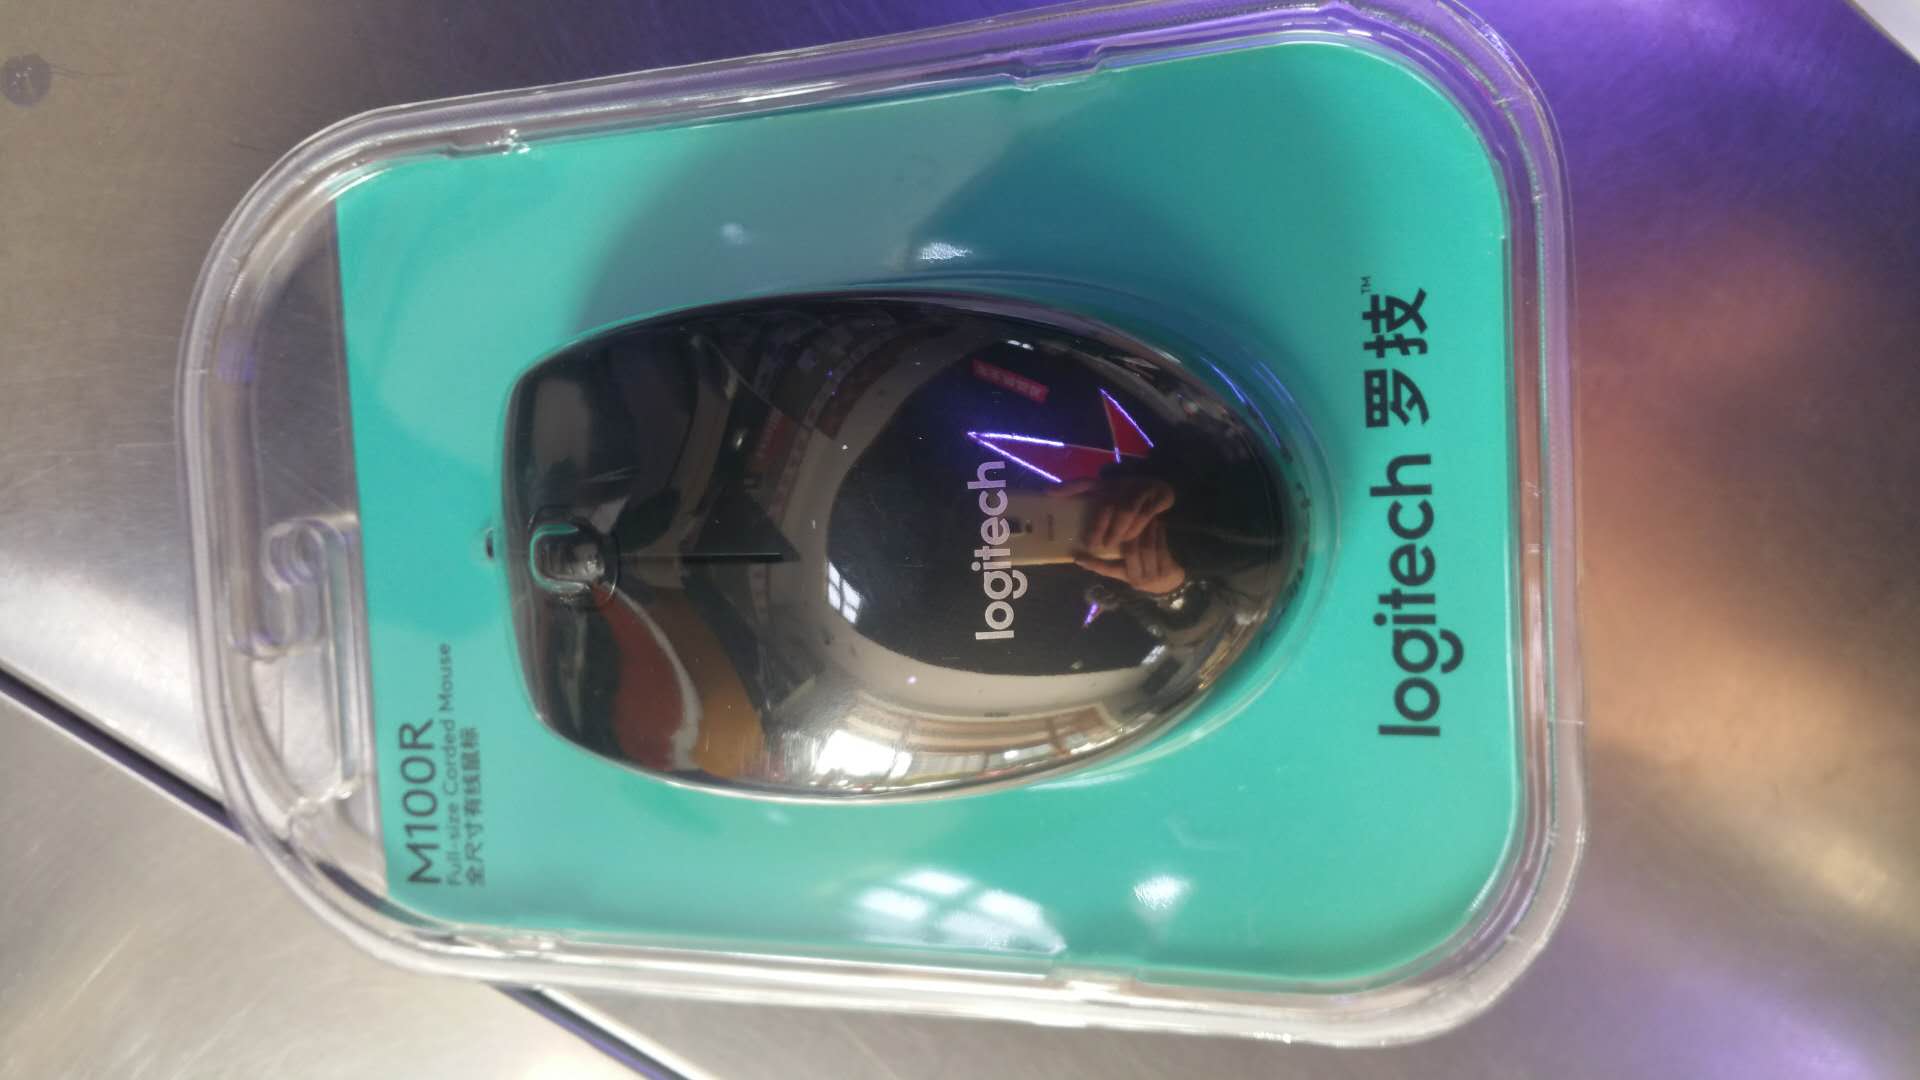 M100R
Full-size Corded Mouse
全尺寸有线鼠标
logitech
logitech 罗技™